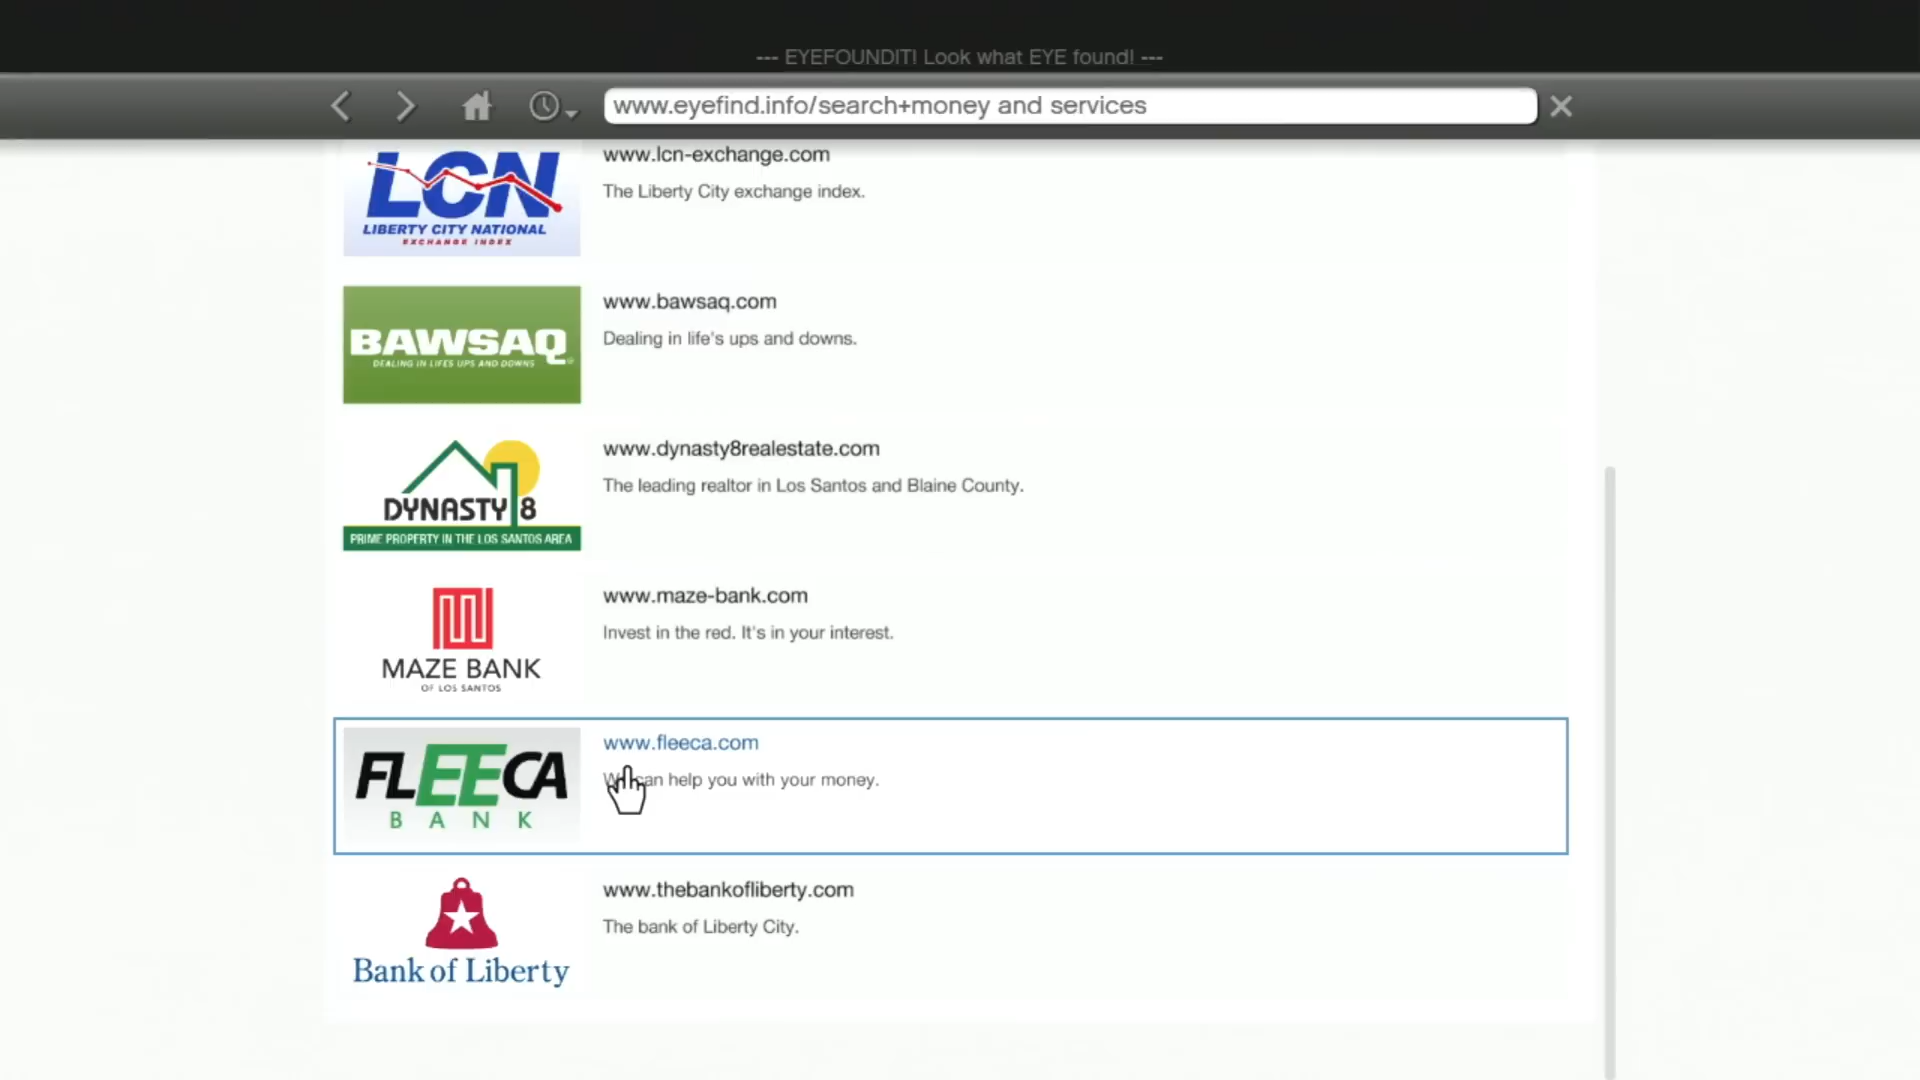 --- EYEFOUNDIT! Look what EYE found! ---
www.eyefind.info/search+money and services
LCN
LIBERTY CITY NATIONAL
EXCHANGE INDEX
www.lcn-exchange.com
The Liberty City exchange index.
BAWSAQ
DEALING IN LIFES UPS AND DOWNS
www.bawsaq.com
Dealing in life's ups and downs.
DYNASTY 8
PRIME PROPERTY IN THE LOS SANTOS AREA
www.dynasty8realestate.com
The leading realtor in Los Santos and Blaine County.
MAZE BANK
OF LOS SANTOS
www.maze-bank.com
Invest in the red. It's in your interest.
FLEECA
BANK
www.fleeca.com
We can help you with your money.
Bank of Liberty
www.thebankofliberty.com
The bank of Liberty City.